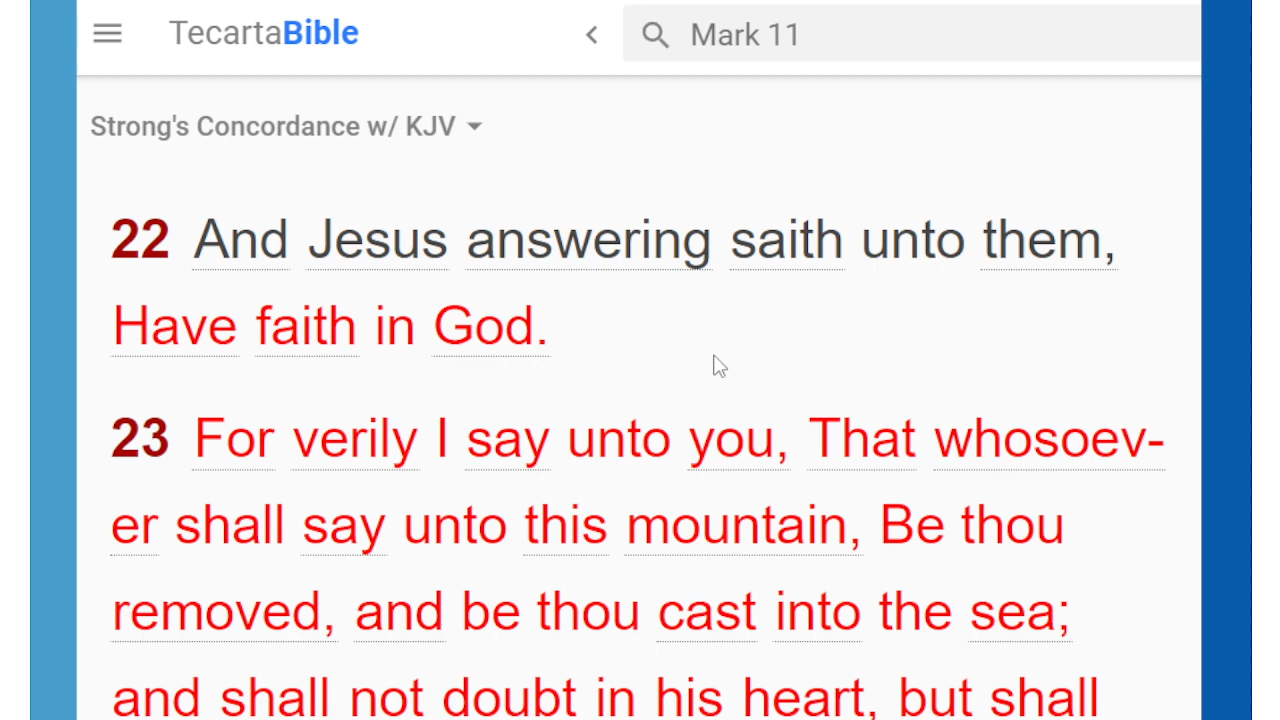 TecartaBible
Mark 11
Strong's Concordance w/ KJV
22 And Jesus answering saith unto them,
Have faith in God.
23 For verily I say unto you, That whosoev-
er shall say unto this mountain, Be thou
removed, and be thou cast into the sea;
and shall not doubt in his heart, but shall